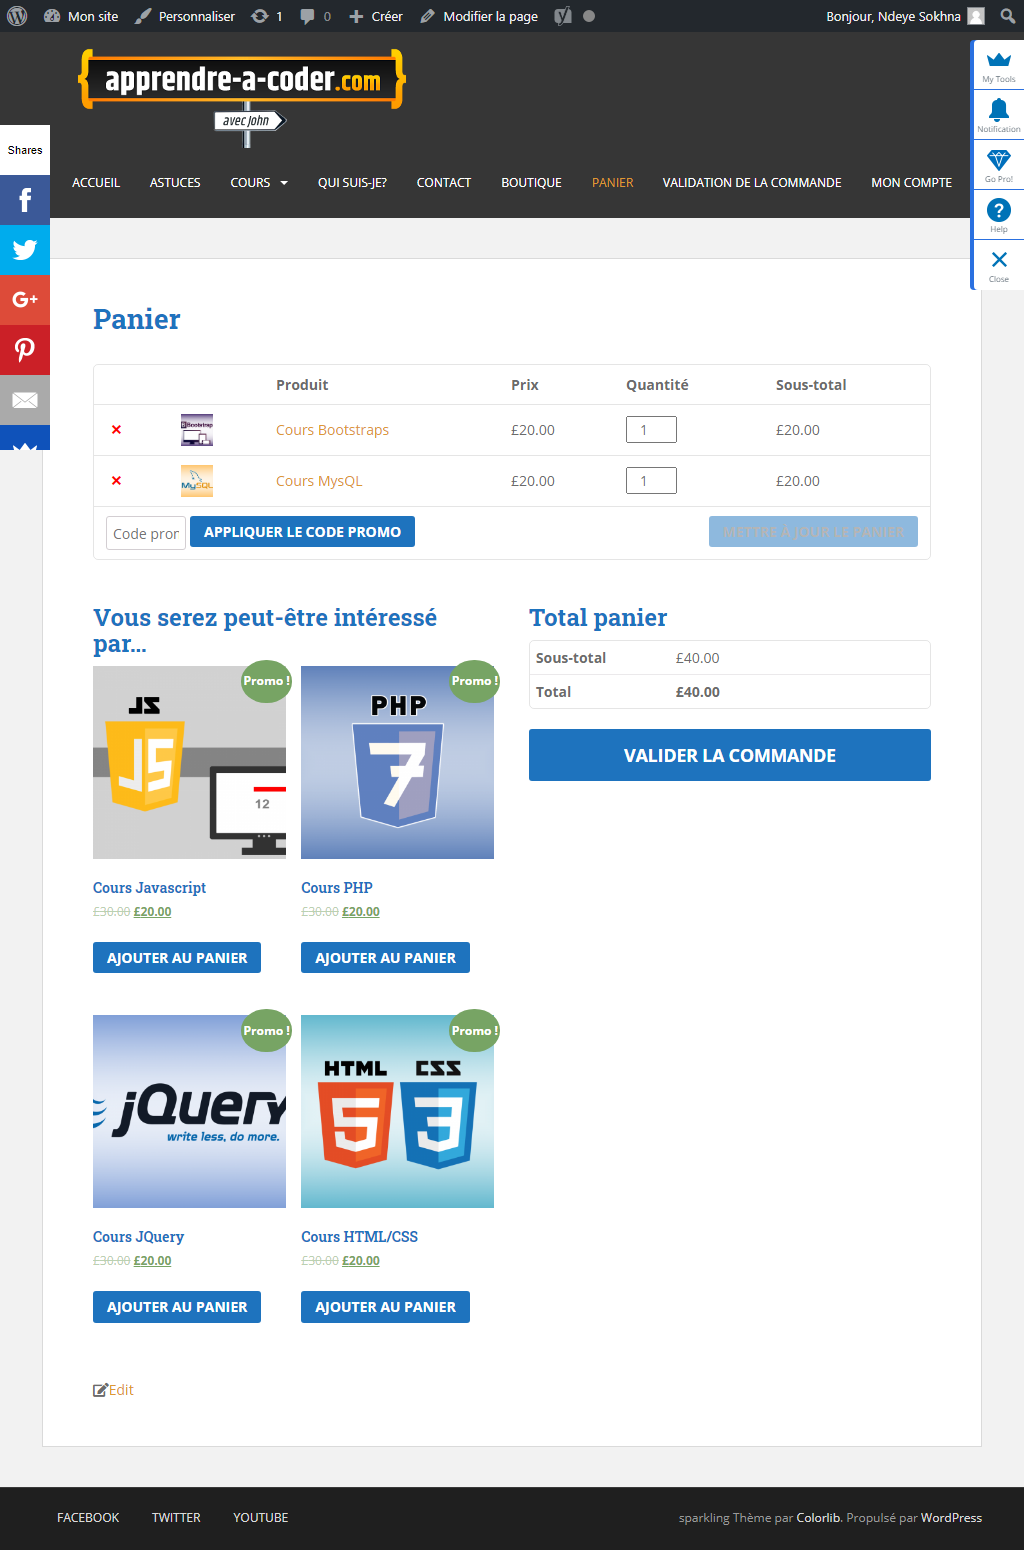 Mon site Personnaliser 1 0 Créer Modifier la page Bonjour, Ndeye Sokhna
apprendre-a-coder.com
avec John
My Tools
Notification
Go Pro!
Help
Close
Shares
ACCUEIL ASTUCES COURS QUI SUIS-JE? CONTACT BOUTIQUE PANIER VALIDATION DE LA COMMANDE MON COMPTE
Panier
Produit Prix Quantité Sous-total
Bootstrap Cours Bootstraps £20.00 1 £20.00
MySQL Cours MysQL £20.00 1 £20.00
Code pror APPLIQUER LE CODE PROMO METTRE À JOUR LE PANIER
Vous serez peut-être intéressé
par...
Total panier
Sous-total £40.00
Total £40.00
VALIDER LA COMMANDE
Promo !
JS
JS
12
Promo !
PHP
7
Cours Javascript
£30.00 £20.00
AJOUTER AU PANIER
Cours PHP
£30.00 £20.00
AJOUTER AU PANIER
Promo !
jQuery
write less, do more.
Promo !
HTML CSS
5 3
Cours JQuery
£30.00 £20.00
AJOUTER AU PANIER
Cours HTML/CSS
£30.00 £20.00
AJOUTER AU PANIER
Edit
FACEBOOK TWITTER YOUTUBE sparkling Thème par Colorlib. Propulsé par WordPress